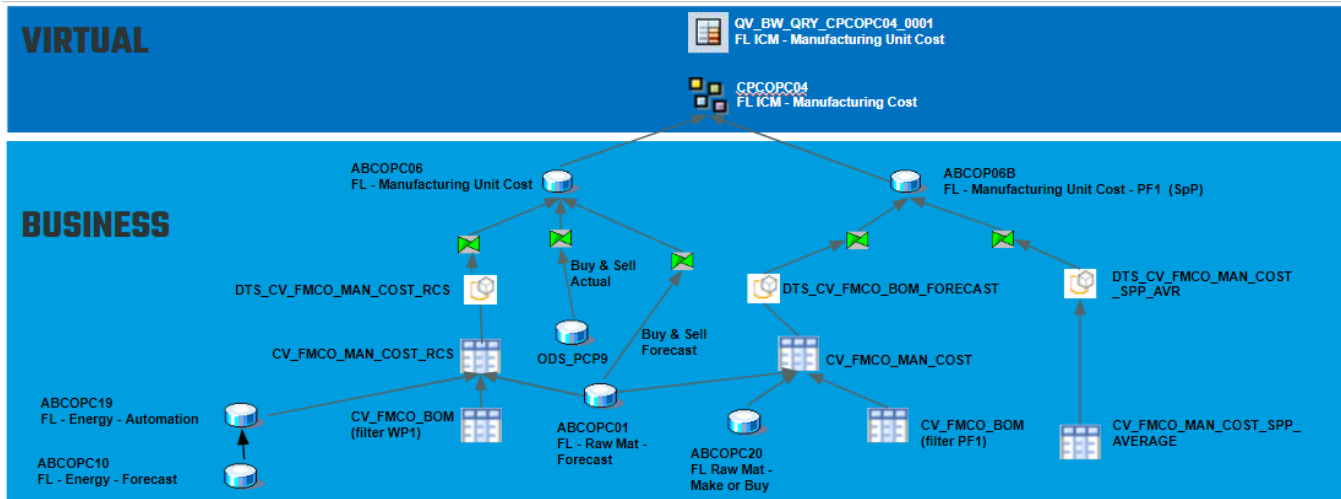 VIRTUAL
QV_BW_QRY_CPCOPC04_0001
FL ICM - Manufacturing Unit Cost
CPCOPC04
FL ICM - Manufacturing Cost
BUSINESS
ABCOPC06
FL - Manufacturing Unit Cost
ABCOP06B
FL - Manufacturing Unit Cost - PF1 (SpP)
Buy & Sell
Actual
DTS_CV_FMCO_MAN_COST_RCS
DTS_CV_FMCO_BOM_FORECAST
DTS_CV_FMCO_MAN_COST
_SPP_AVR
Buy & Sell
Forecast
CV_FMCO_MAN_COST_RCS
ODS_PCP9
CV_FMCO_MAN_COST
ABCOPC19
FL - Energy - Automation
CV_FMCO_BOM
(filter WP1)
ABCOPC01
FL - Raw Mat -
Forecast
ABCOPC20
FL Raw Mat -
Make or Buy
CV_FMCO_BOM
(filter PF1)
CV_FMCO_MAN_COST_SPP_
AVERAGE
ABCOPC10
FL - Energy - Forecast